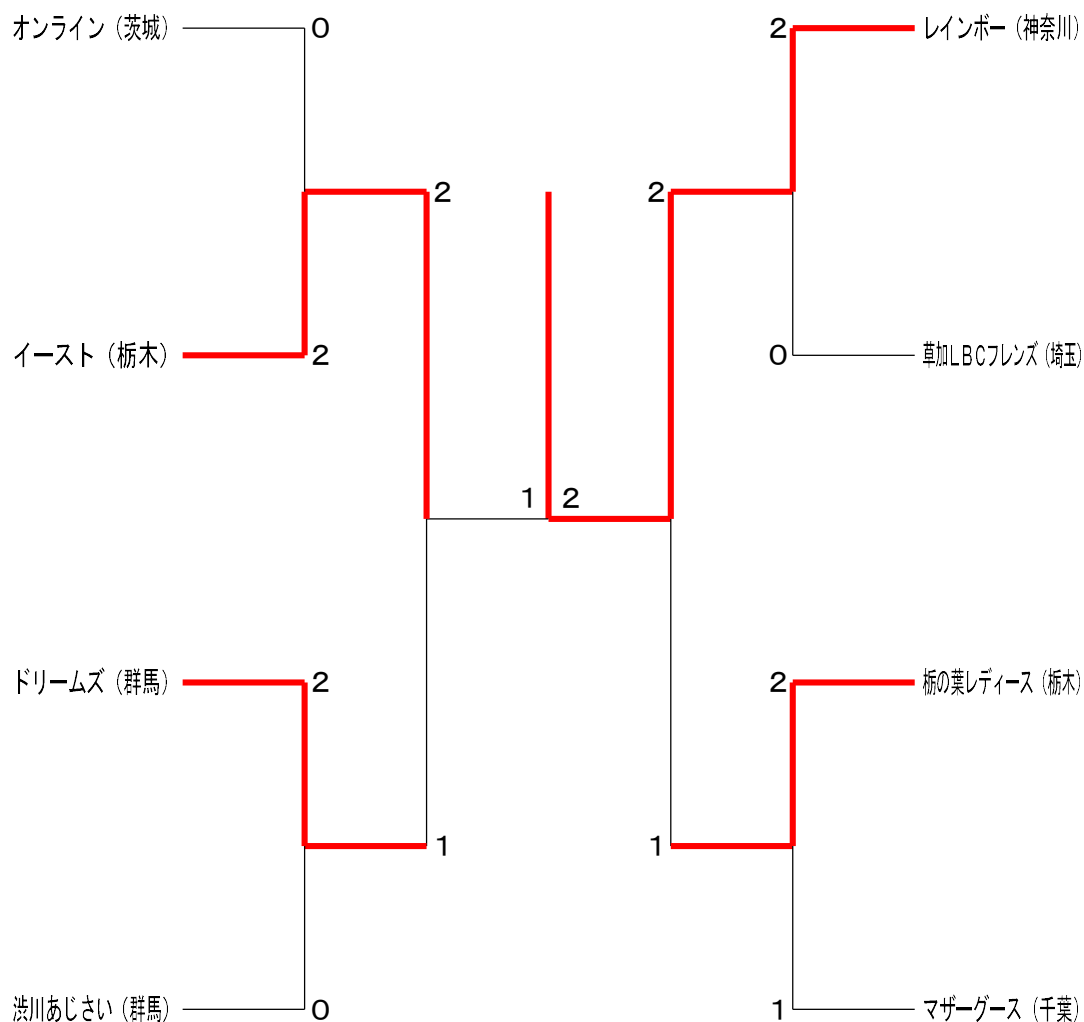 オンライン（茨城） 0 2 レインボー（神奈川）
2 2
イースト（栃木） 2 0 草加ＬＢＣフレンズ（埼玉）
1 2
ドリームズ（群馬） 2 2 栃の葉レディース（栃木）
1 1
渋川あじさい（群馬） 0 1 マザーグース（千葉）